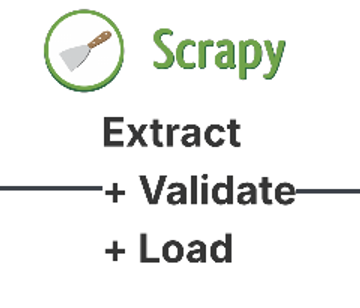 Scrapy
Extract
+ Validate
+ Load